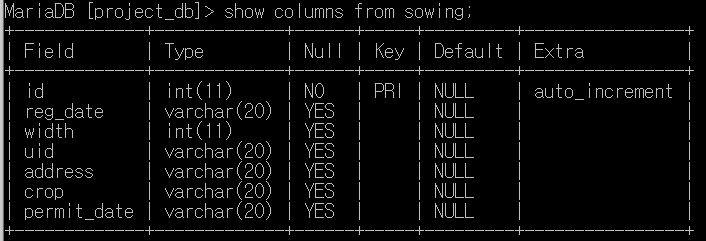 MariaDB [project_db]> show columns from sowing;
+-------------+-------------+------+-----+---------+----------------+
| Field       | Type        | Null | Key | Default | Extra          |
+-------------+-------------+------+-----+---------+----------------+
| id          | int(11)     | NO   | PRI | NULL    | auto_increment |
| reg_date    | varchar(20) | YES  |     | NULL    |                |
| width       | int(11)     | YES  |     | NULL    |                |
| uid         | varchar(20) | YES  |     | NULL    |                |
| address     | varchar(20) | YES  |     | NULL    |                |
| crop        | varchar(20) | YES  |     | NULL    |                |
| permit_date | varchar(20) | YES  |     | NULL    |                |
+-------------+-------------+------+-----+---------+----------------+